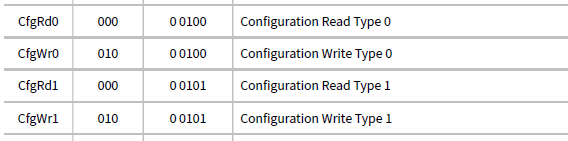 CfgRd0 000 0 0100 Configuration Read Type 0
CfgWr0 010 0 0100 Configuration Write Type 0
CfgRd1 000 0 0101 Configuration Read Type 1
CfgWr1 010 0 0101 Configuration Write Type 1